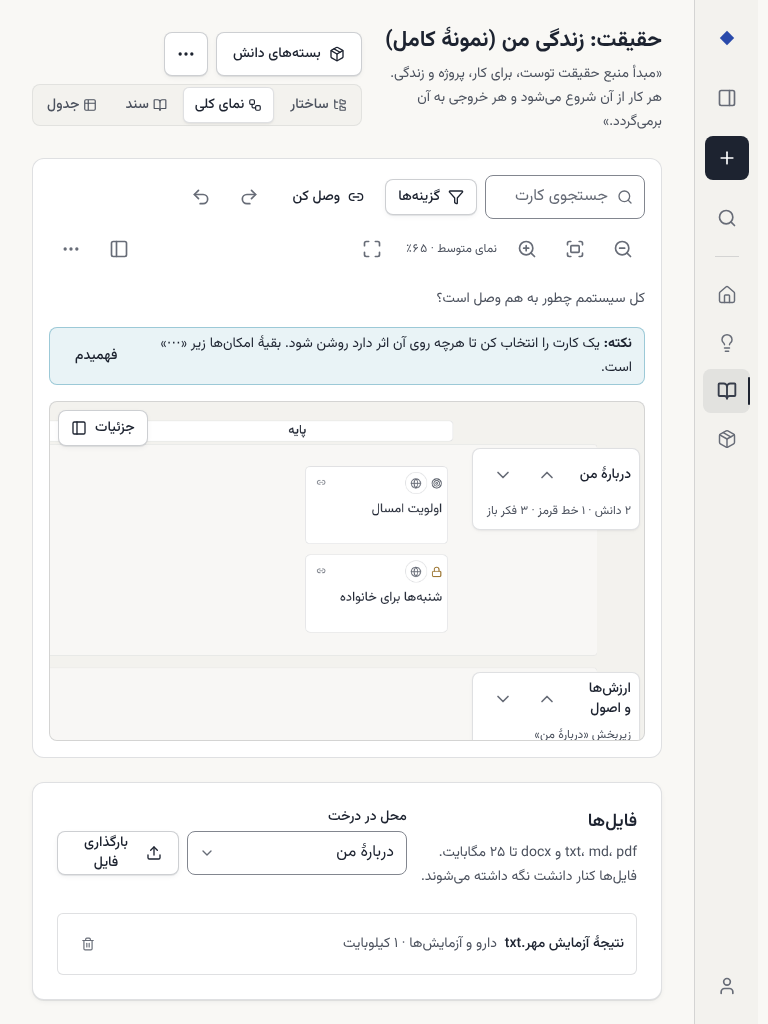 حقیقت: زندگی من (نمونهٔ کامل)
«مبدأ منبع حقیقت توست، برای کار، پروژه و زندگی.
هر کار از آن شروع می‌شود و هر خروجی به آن
برمی‌گردد.»
بسته‌های دانش
ساختار
نمای کلی
سند
جدول
جستجوی کارت
گزینه‌ها
وصل کن
نمای متوسط · ۶۵٪
کل سیستمم چطور به هم وصل است؟
نکته: یک کارت را انتخاب کن تا هرچه روی آن اثر دارد روشن شود. بقیهٔ امکان‌ها زیر «⋯»
است.
فهمیدم
جزئیات
پایه
دربارهٔ من
۲ دانش · ۱ خط قرمز · ۳ فکر باز
اولویت امسال
شنبه‌ها برای خانواده
ارزش‌ها
و اصول
زیربخش «دربارهٔ من»
فایل‌ها
txt، md، pdf و docx تا ۲۵ مگابایت.
فایل‌ها کنار دانشت نگه داشته می‌شوند.
محل در درخت
دربارهٔ من
بارگذاری
فایل
نتیجهٔ آزمایش مهر.txt دارو و آزمایش‌ها · ۱ کیلوبایت